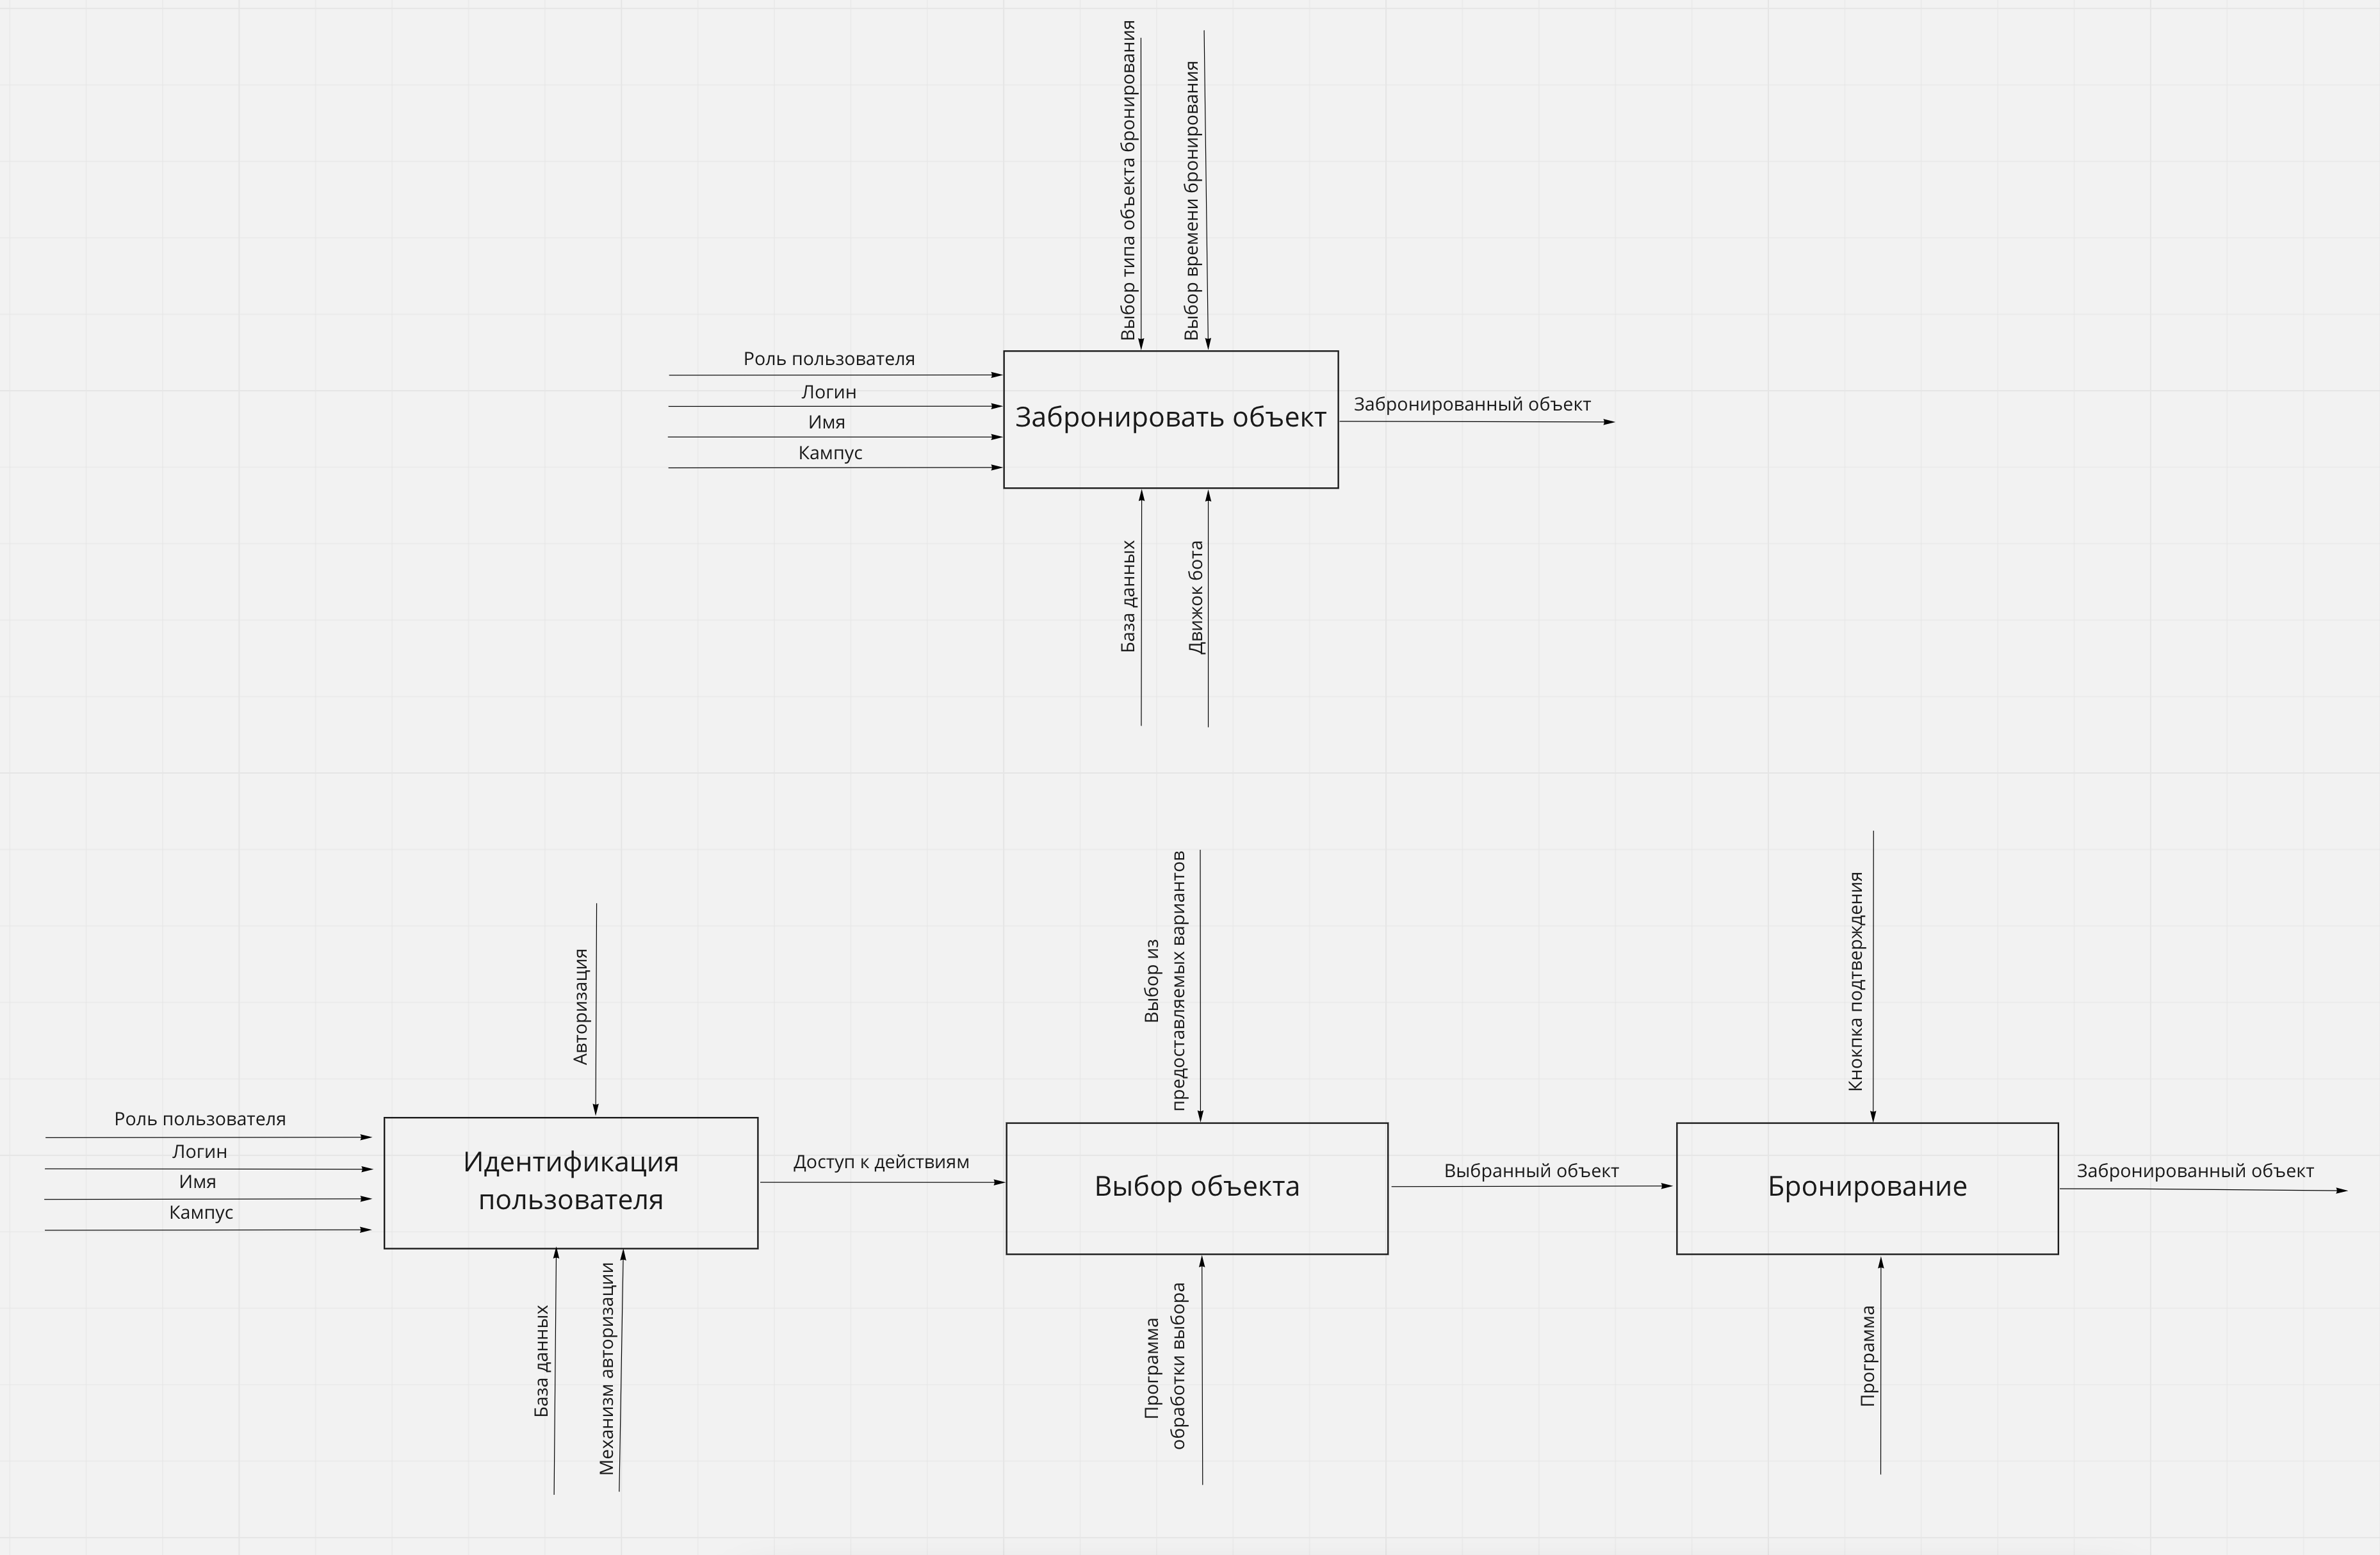 Выбор типа объекта бронирования
Выбор времени бронирования
Роль пользователя
Логин
Имя
Кампус
Забронировать объект
Забронированный объект
База данных
Движок бота
Авторизация
Выбор из
предоставляемых вариантов
Кнокпка подтверждения
Роль пользователя
Логин
Имя
Кампус
Идентификация
пользователя
Доступ к действиям
Выбор объекта
Выбранный объект
Бронирование
Забронированный объект
База данных
Механизм авторизации
Программа
обработки выбора
Программа